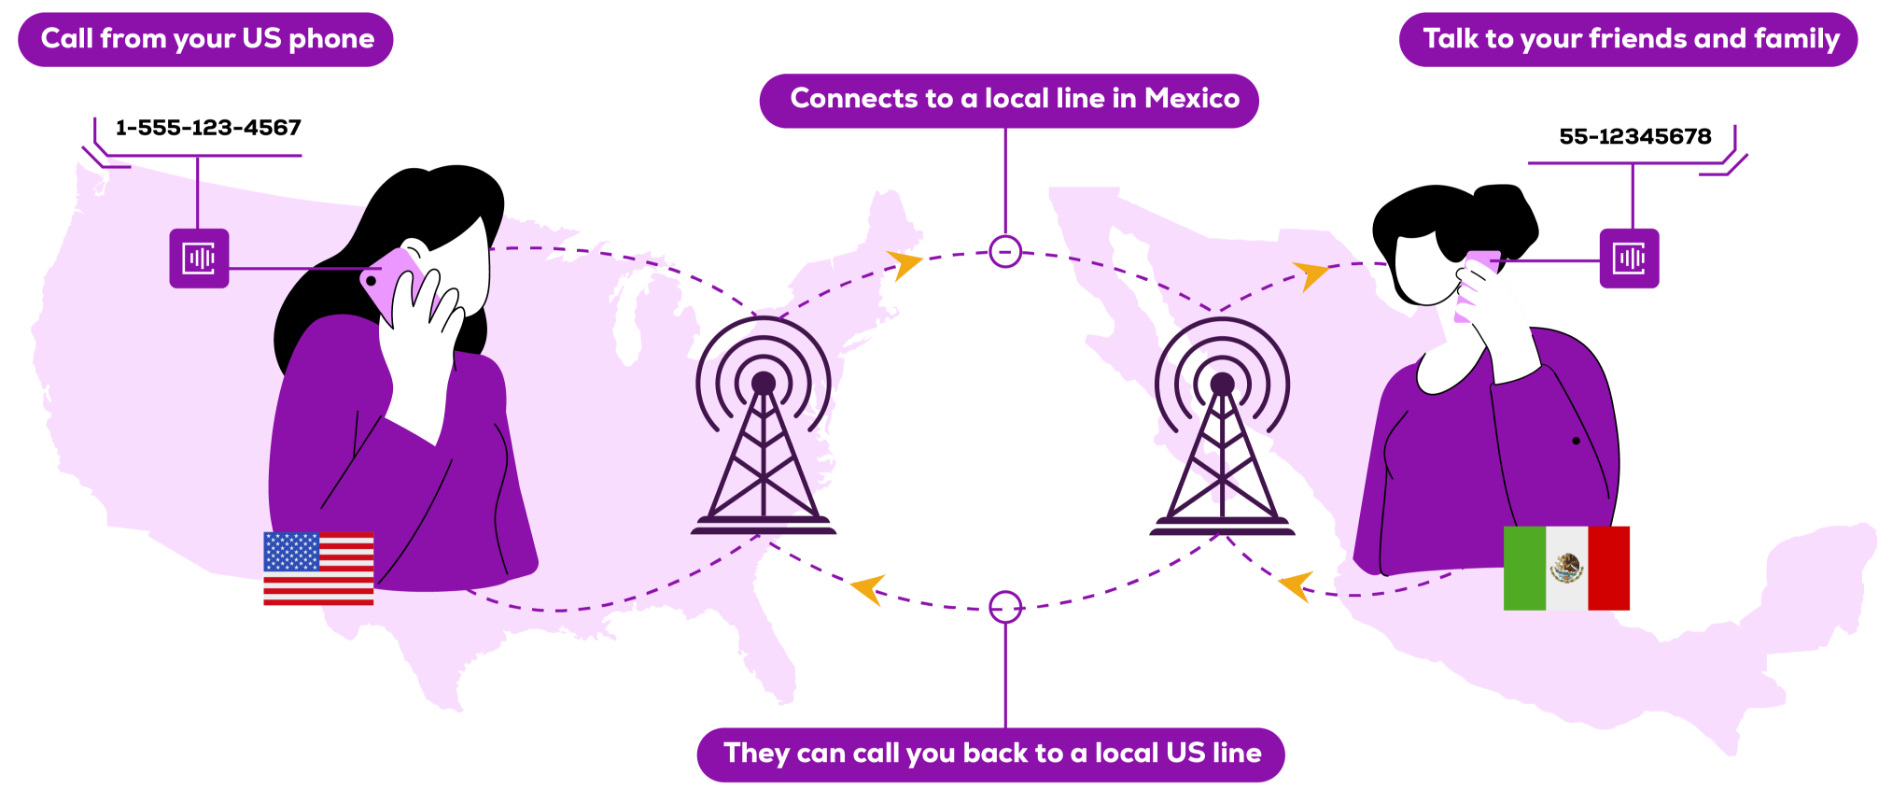 Call from your US phone
Talk to your friends and family
Connects to a local line in Mexico
1-555-123-4567
55-12345678
They can call you back to a local US line